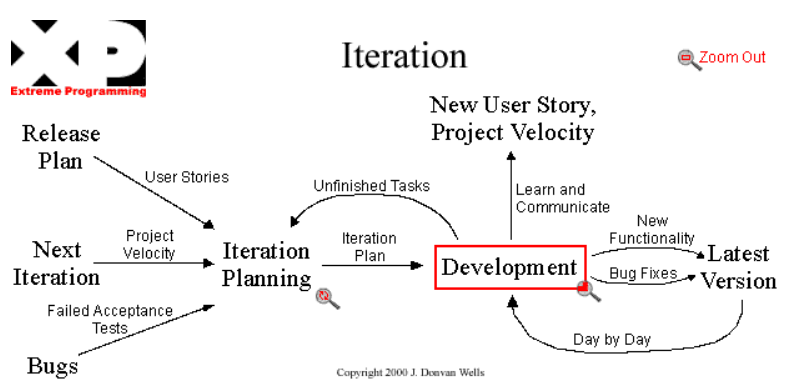 XP
Extreme Programming
Iteration
Zoom Out
New User Story,
Project Velocity
Release
Plan
User Stories
Unfinished Tasks
Learn and
Communicate
Next
Iteration
Project
Velocity
Iteration
Planning
Iteration
Plan
Development
New
Functionality
Bug Fixes
Latest
Version
Failed Acceptance
Tests
Bugs
Day by Day
Copyright 2000 J. Donvan Wells